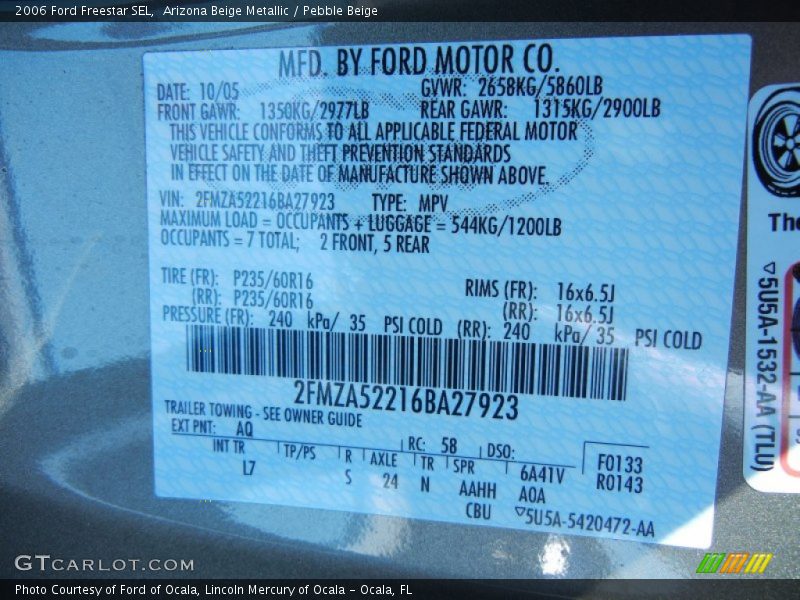 2006 Ford Freestar SEL,  Arizona Beige Metallic / Pebble Beige
MFD. BY FORD MOTOR CO.
DATE: 10/05 GVWR: 2658KG/5860LB
FRONT GAWR: 1350KG/2977LB REAR GAWR: 1315KG/2900LB
THIS VEHICLE CONFORMS TO ALL APPLICABLE FEDERAL MOTOR
VEHICLE SAFETY AND THEFT PREVENTION STANDARDS
IN EFFECT ON THE DATE OF MANUFACTURE SHOWN ABOVE.
VIN: 2FMZA52216BA27923 TYPE: MPV
MAXIMUM LOAD = OCCUPANTS + LUGGAGE = 544KG/1200LB
OCCUPANTS = 7 TOTAL; 2 FRONT, 5 REAR
TIRE (FR): P235/60R16 RIMS (FR): 16x6.5J
(RR): P235/60R16 (RR): 16x6.5J
PRESSURE (FR): 240 kPa/ 35 PSI COLD (RR): 240 kPa/ 35 PSI COLD
2FMZA52216BA27923
TRAILER TOWING - SEE OWNER GUIDE
EXT PNT: AQ RC: 58 DSO:
INT TR TP/PS R AXLE TR SPR 6A41V F0133
L7 S 24 N AAHH AOA R0143
CBU ▽5U5A-5420472-AA
The
▽5U5A-1532-AA (TLU)
GTCARLOT.COM
Photo Courtesy of Ford of Ocala, Lincoln Mercury of Ocala – Ocala, FL